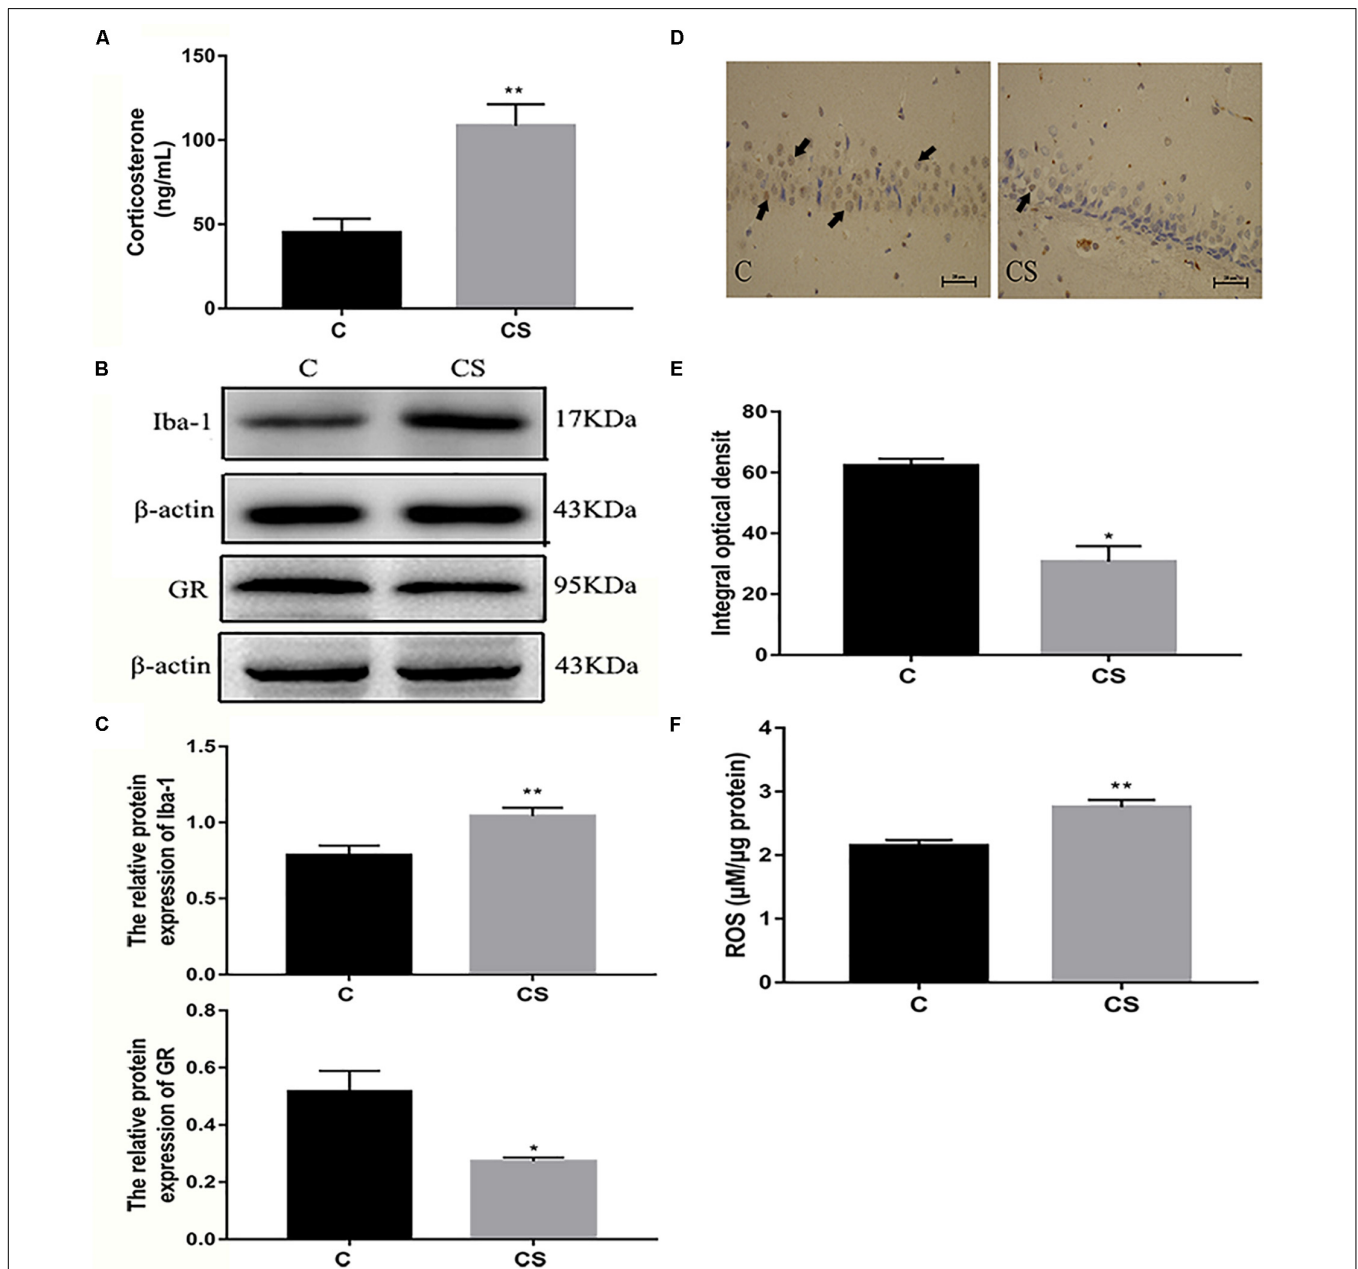 A
150
100
50
0
Corticosterone
(ng/mL)
**
C
CS
B
C
CS
Iba-1
17KDa
β-actin
43KDa
GR
95KDa
β-actin
43KDa
C
1.5
1.0
0.5
0.0
The relative protein
expression of Iba-1
**
C
CS
0.8
0.6
0.4
0.2
0.0
The relative protein
expression of GR
*
C
CS
D
C
CS
E
80
60
40
20
0
Integral optical densit
*
C
CS
F
4
3
2
1
0
ROS (μM/μg protein)
**
C
CS